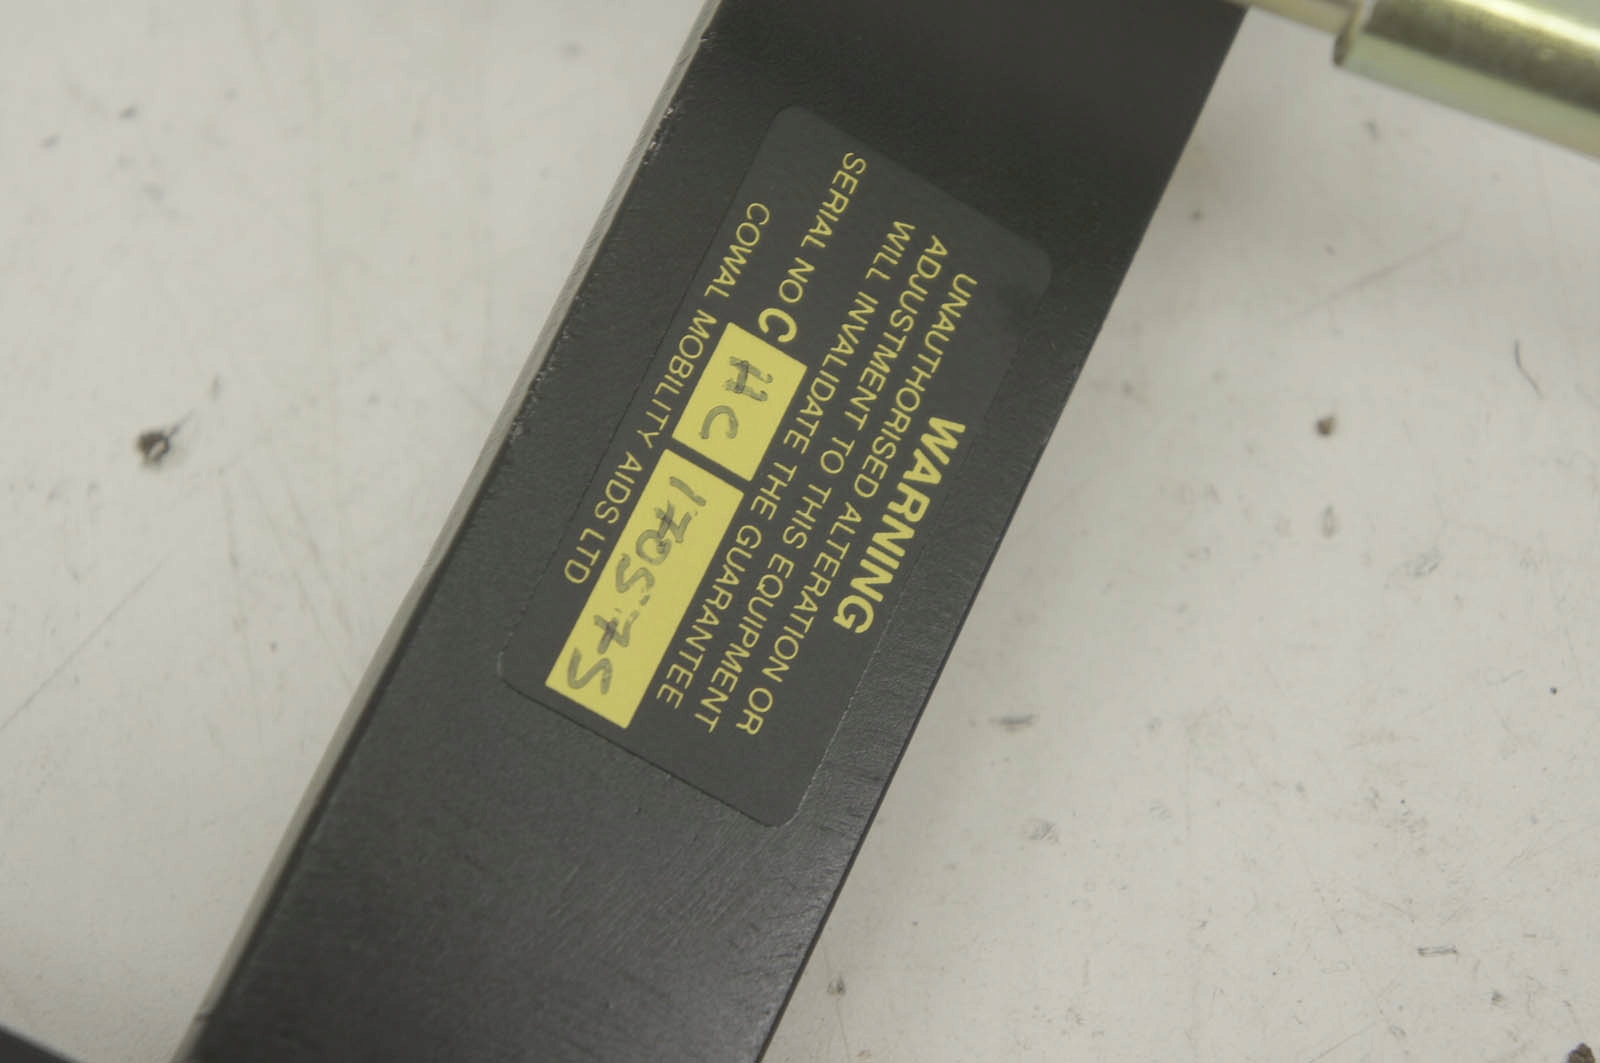 WARNING
UNAUTHORISED ALTERATION OR
ADJUSTMENT TO THIS EQUIPMENT
WILL INVALIDATE THE GUARANTEE
SERIAL NO C HC 170575
COWAL MOBILITY AIDS LTD